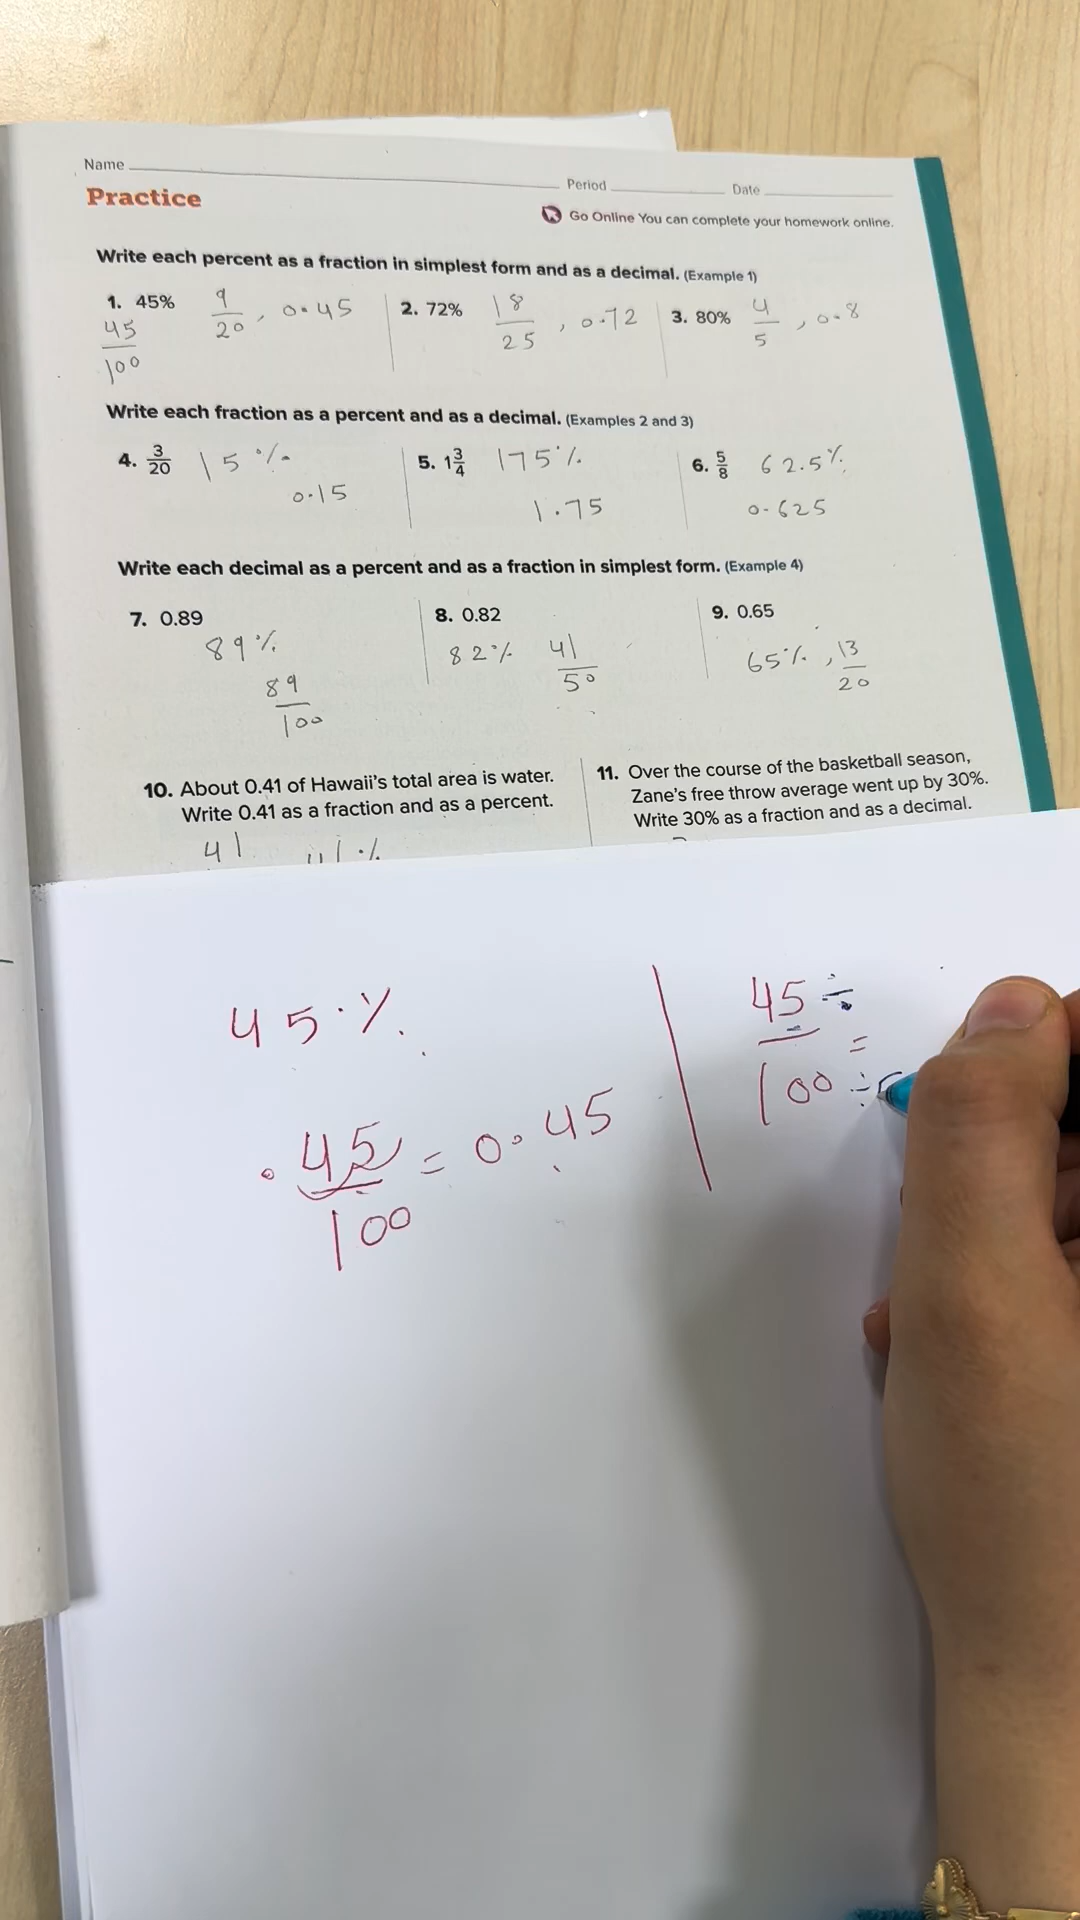 Name
Period Date
Practice
Go Online You can complete your homework online.
Write each percent as a fraction in simplest form and as a decimal. (Example 1)
1. 45% 9/20 , 0.45 2. 72% 18/25 , 0.72 3. 80% 4/5 , 0.8
45/100
Write each fraction as a percent and as a decimal. (Examples 2 and 3)
4. 3/20 15% 5. 1 3/4 175% 6. 5/8 62.5%
0.15 1.75 0.625
Write each decimal as a percent and as a fraction in simplest form. (Example 4)
7. 0.89 8. 0.82 9. 0.65
89% 82% 41/50 65% , 13/20
89/100
10. About 0.41 of Hawaii's total area is water.
Write 0.41 as a fraction and as a percent.
41 41%
11. Over the course of the basketball season,
Zane's free throw average went up by 30%.
Write 30% as a fraction and as a decimal.
45%
45/100 = 0.45
45 ÷
=
100 ÷